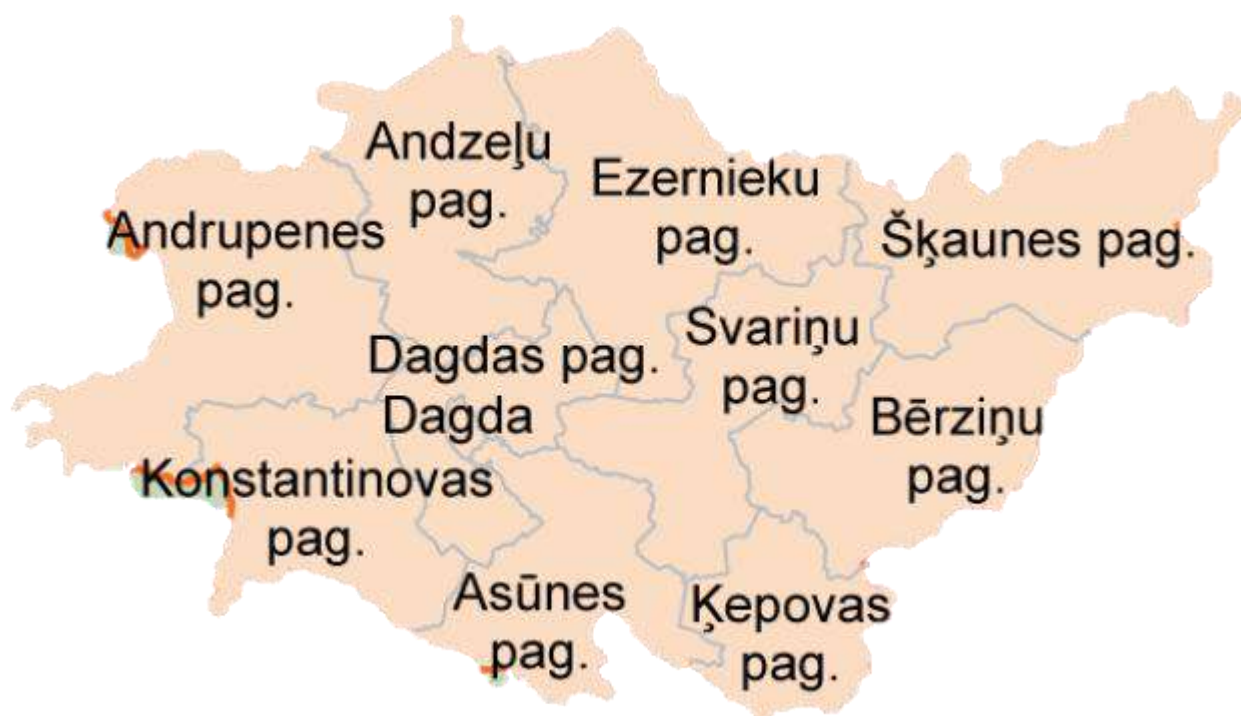 Andzeļu
pag.
Ezernieku
pag.
Andrupenes
pag.
Šķaunes pag.
Svariņu
pag.
Dagdas pag.
Dagda
Bērziņu
pag.
Konstantinovas
pag.
Asūnes
pag.
Ķepovas
pag.